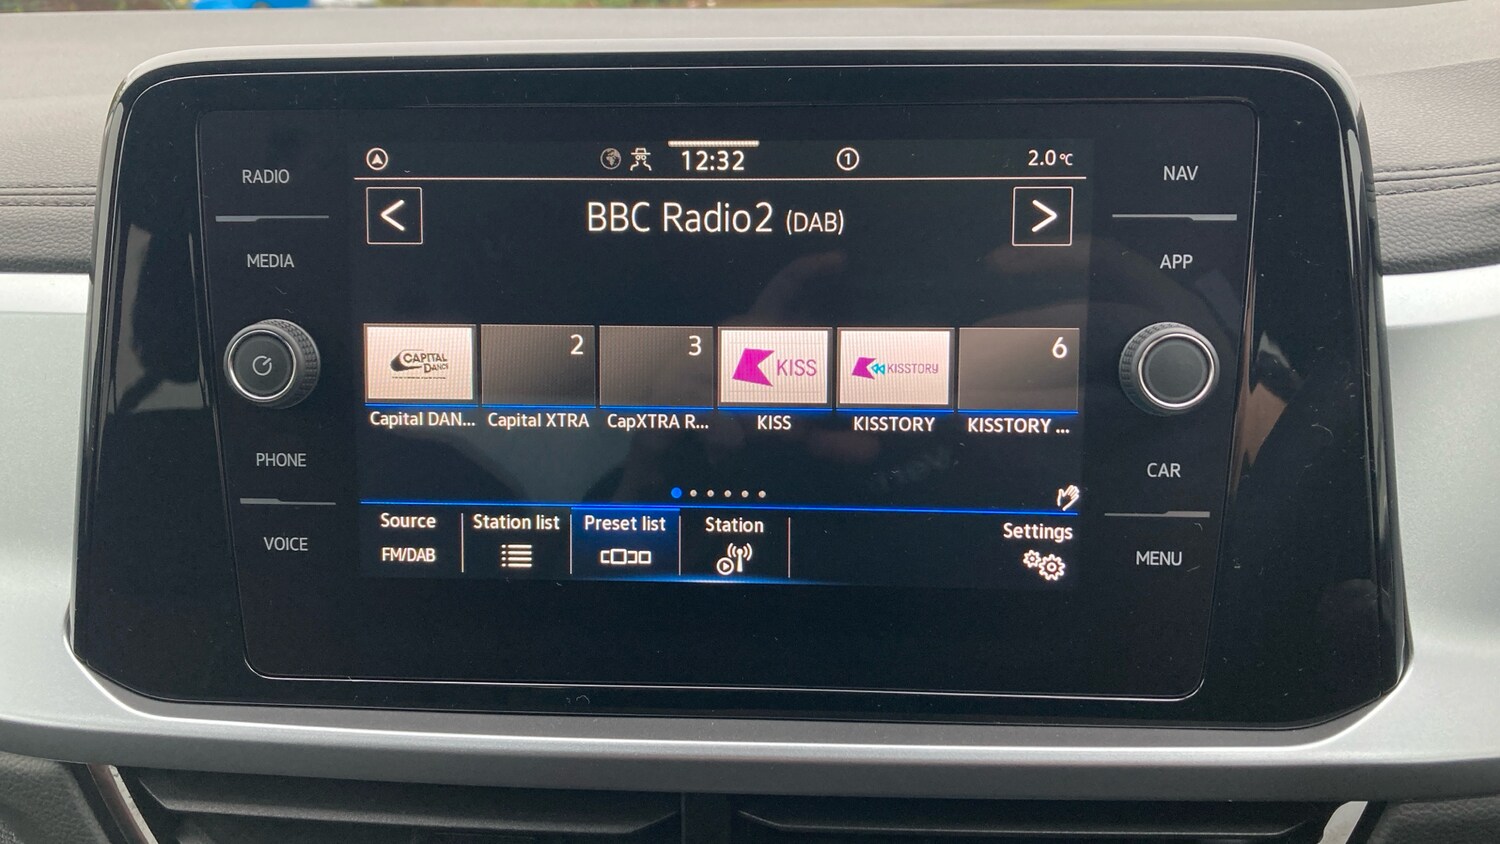 RADIO
MEDIA
PHONE
VOICE
12:32
1
2.0°C
< BBC Radio2 (DAB) >
CAPITAL
DANCE
2
3
KISS
KISSTORY
6
Capital DAN...
Capital XTRA
CapXTRA R...
KISS
KISSTORY
KISSTORY ...
Source
FM/DAB
Station list
Preset list
Station
Settings
NAV
APP
CAR
MENU